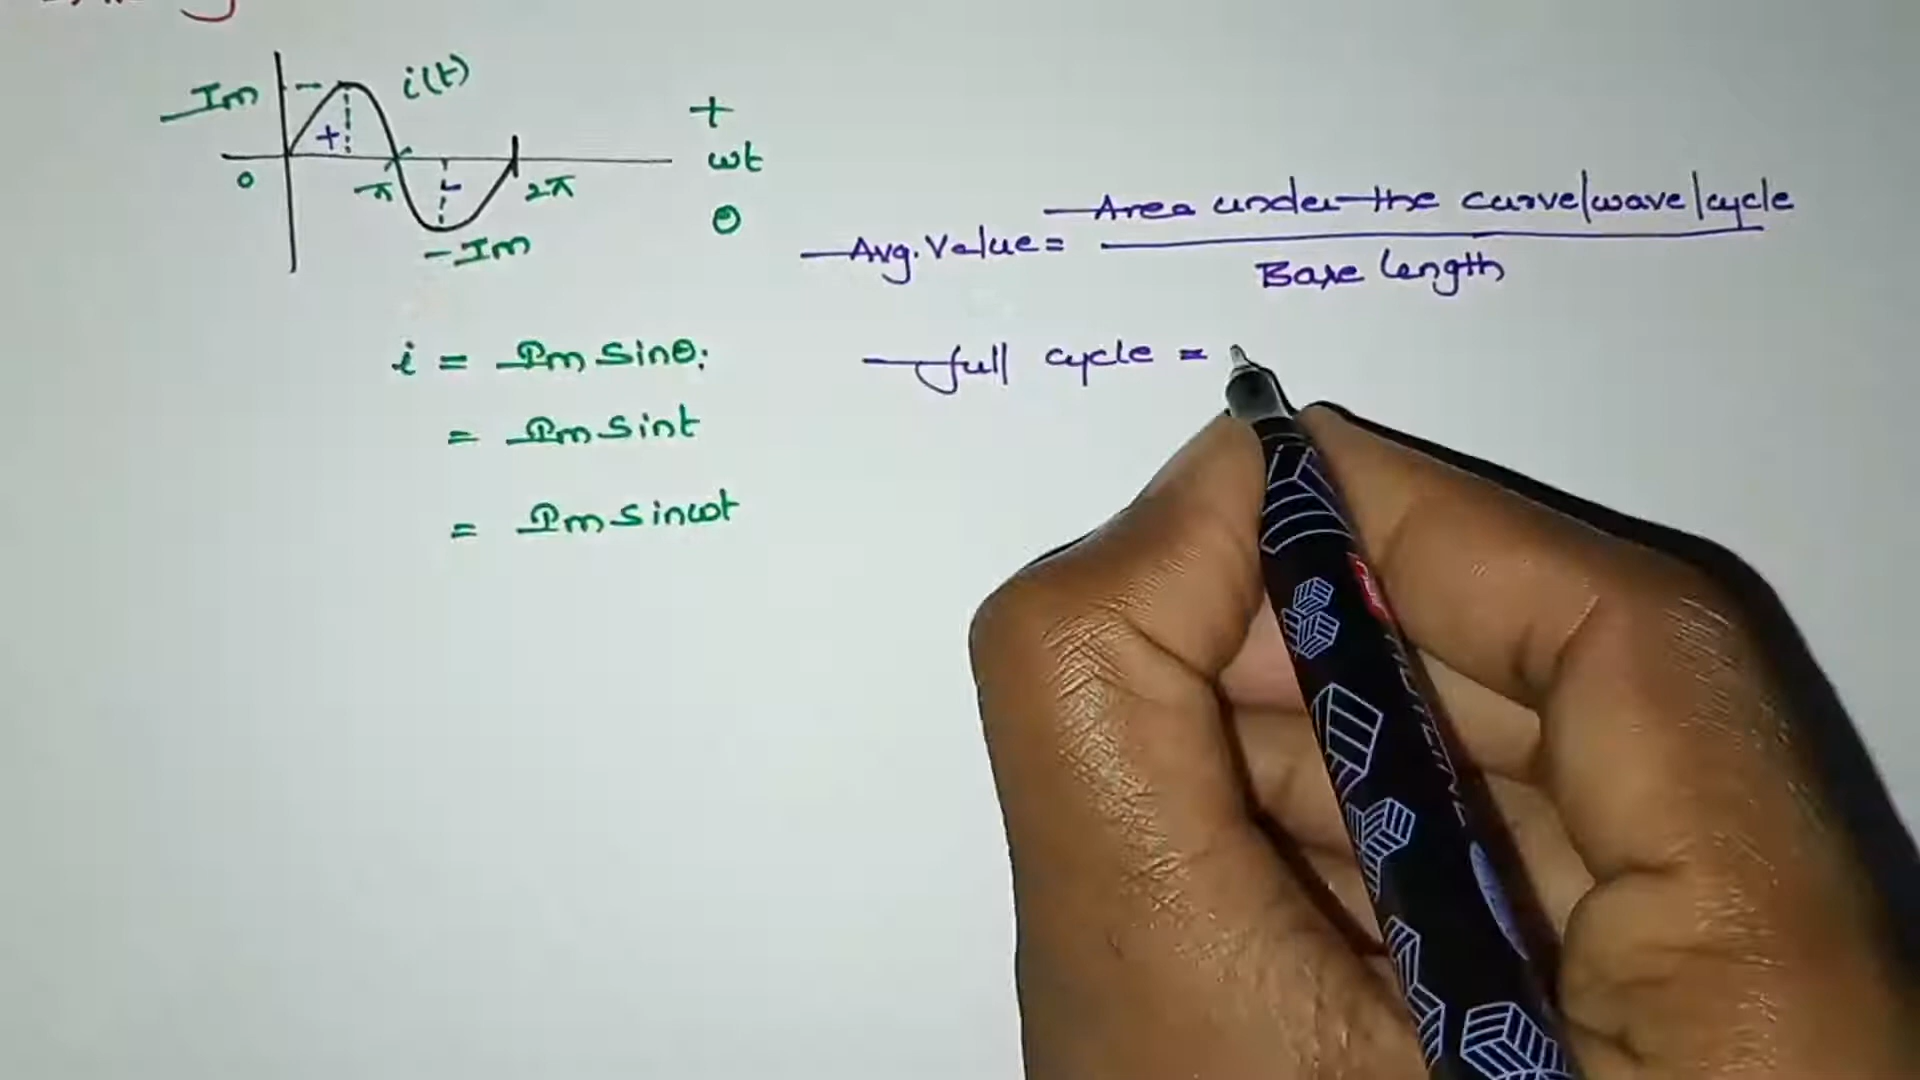 Im
i(t)
+
0
π
2π
-Im
t
ωt
θ
Avg. Value = Area under the curve/wave/cycle
Base length
i = Im sinθ.
= Im sint
= Im sinωt
full cycle =